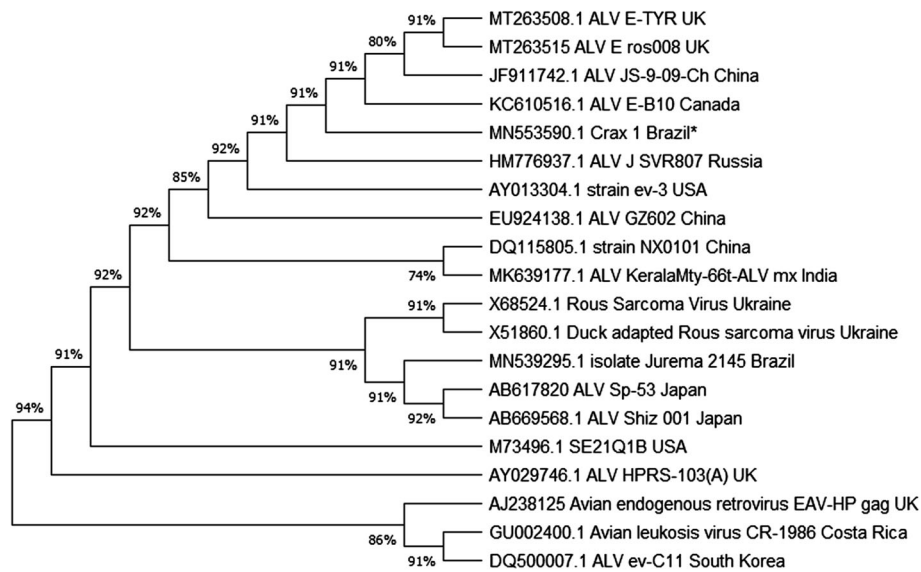 91% MT263508.1 ALV E-TYR UK
80% MT263515 ALV E ros008 UK
91% JF911742.1 ALV JS-9-09-Ch China
91% KC610516.1 ALV E-B10 Canada
91% MN553590.1 Crax 1 Brazil*
92% HM776937.1 ALV J SVR807 Russia
85% AY013304.1 strain ev-3 USA
92% EU924138.1 ALV GZ602 China
DQ115805.1 strain NX0101 China
92% 74% MK639177.1 ALV KeralaMty-66t-ALV mx India
91% X68524.1 Rous Sarcoma Virus Ukraine
X51860.1 Duck adapted Rous sarcoma virus Ukraine
91% 91% MN539295.1 isolate Jurema 2145 Brazil
91% AB617820 ALV Sp-53 Japan
94% 92% AB669568.1 ALV Shiz 001 Japan
M73496.1 SE21Q1B USA
AY029746.1 ALV HPRS-103(A) UK
AJ238125 Avian endogenous retrovirus EAV-HP gag UK
86% GU002400.1 Avian leukosis virus CR-1986 Costa Rica
91% DQ500007.1 ALV ev-C11 South Korea